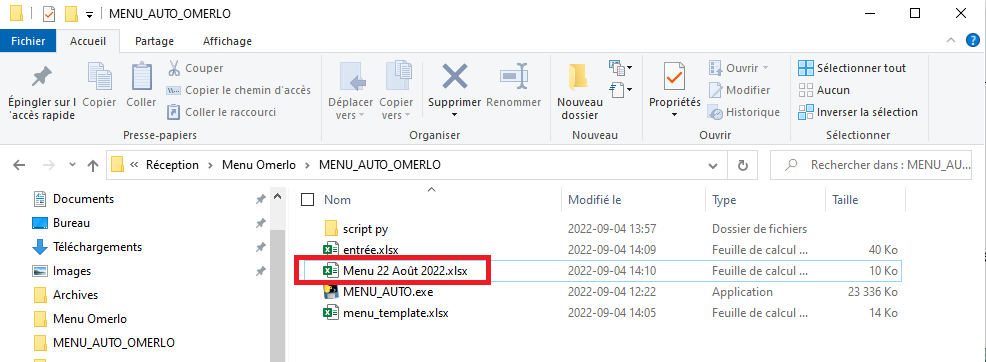 MENU_AUTO_OMERLO
Fichier Accueil Partage Affichage
Épingler sur l'accès rapide
Copier
Coller
Couper
Copier le chemin d'accès
Coller le raccourci
Déplacer vers
Copier vers
Supprimer
Renommer
Nouveau dossier
Propriétés
Ouvrir
Modifier
Historique
Sélectionner tout
Aucun
Inverser la sélection
Presse-papiers Organiser Nouveau Ouvrir Sélectionner
« Réception > Menu Omerlo > MENU_AUTO_OMERLO
Rechercher dans : MENU_AU...
Documents
Bureau
Téléchargements
Images
Archives
Menu Omerlo
MENU_AUTO_OMERLO
Nom Modifié le Type Taille
script py 2022-09-04 13:57 Dossier de fichiers
entrée.xlsx 2022-09-04 14:09 Feuille de calcul ... 40 Ko
Menu 22 Août 2022.xlsx 2022-09-04 14:10 Feuille de calcul ... 10 Ko
MENU_AUTO.exe 2022-09-04 12:22 Application 23 336 Ko
menu_template.xlsx 2022-09-04 14:05 Feuille de calcul ... 14 Ko